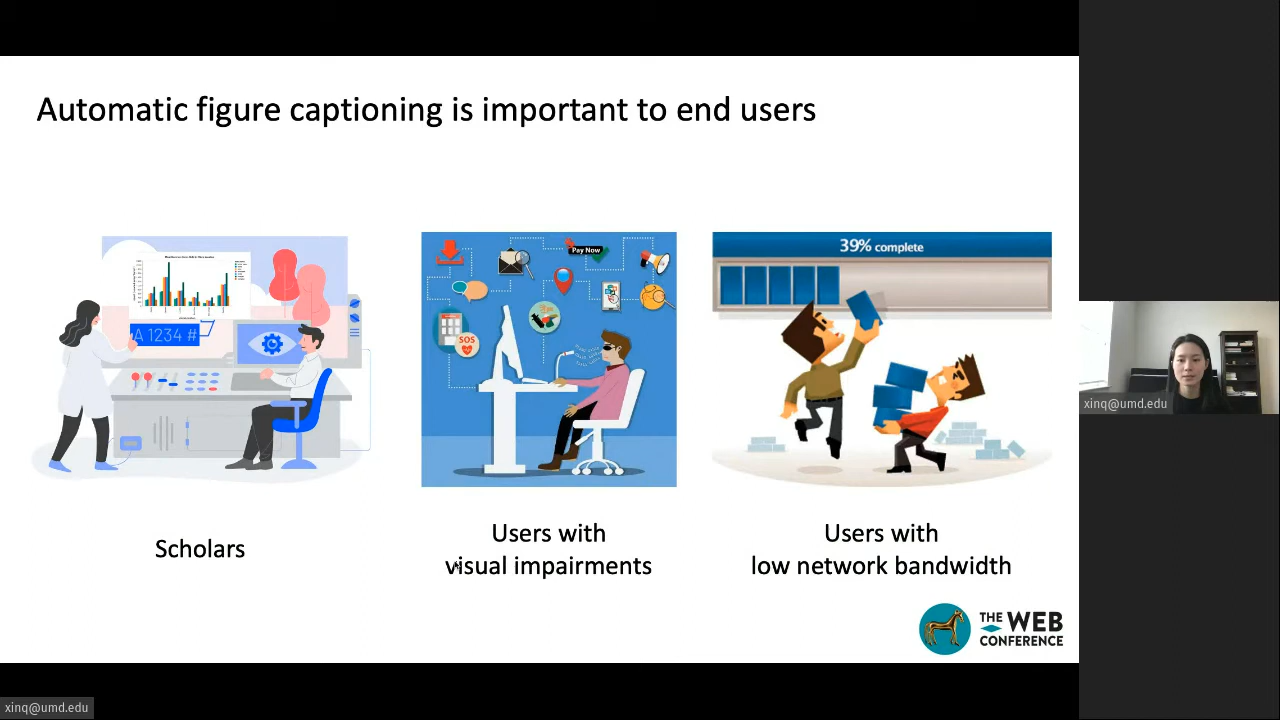 Automatic figure captioning is important to end users
A 1234 #
Pay Now
SOS
39% complete
Scholars
Users with
visual impairments
Users with
low network bandwidth
THE WEB
CONFERENCE
xinq@umd.edu
xinq@umd.edu